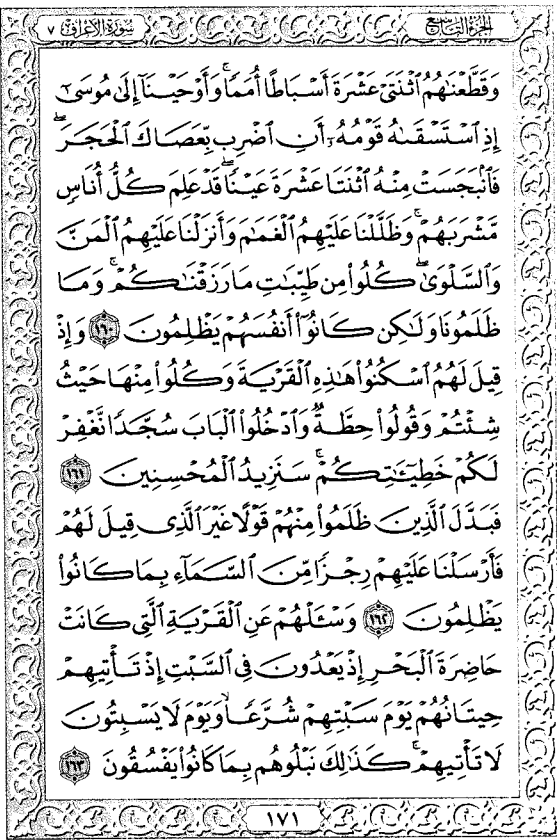 الجزء التاسع
سورة الأعراف ٧
وَقَطَّعْنَٰهُمُ ٱثْنَتَىْ عَشْرَةَ أَسْبَاطًا أُمَمًا ۚ وَأَوْحَيْنَآ إِلَىٰ مُوسَىٰٓ
إِذِ ٱسْتَسْقَىٰهُ قَوْمُهُۥٓ أَنِ ٱضْرِب بِّعَصَاكَ ٱلْحَجَرَ ۖ
فَٱنۢبَجَسَتْ مِنْهُ ٱثْنَتَا عَشْرَةَ عَيْنًا ۖ قَدْ عَلِمَ كُلُّ أُنَاسٍ
مَّشْرَبَهُمْ ۚ وَظَلَّلْنَا عَلَيْهِمُ ٱلْغَمَٰمَ وَأَنزَلْنَا عَلَيْهِمُ ٱلْمَنَّ
وَٱلسَّلْوَىٰ ۖ كُلُوا۟ مِن طَيِّبَٰتِ مَا رَزَقْنَٰكُمْ ۚ وَمَا
ظَلَمُونَا وَلَٰكِن كَانُوٓا۟ أَنفُسَهُمْ يَظْلِمُونَ ١٦٠ وَإِذْ
قِيلَ لَهُمُ ٱسْكُنُوا۟ هَٰذِهِ ٱلْقَرْيَةَ وَكُلُوا۟ مِنْهَا حَيْثُ
شِئْتُمْ وَقُولُوا۟ حِطَّةٌ وَٱدْخُلُوا۟ ٱلْبَابَ سُجَّدًا نَّغْفِرْ
لَكُمْ خَطِيٓـَٰٔتِكُمْ ۚ سَنَزِيدُ ٱلْمُحْسِنِينَ ١٦١
فَبَدَّلَ ٱلَّذِينَ ظَلَمُوا۟ مِنْهُمْ قَوْلًا غَيْرَ ٱلَّذِى قِيلَ لَهُمْ
فَأَرْسَلْنَا عَلَيْهِمْ رِجْزًا مِّنَ ٱلسَّمَآءِ بِمَا كَانُوا۟
يَظْلِمُونَ ١٦٢ وَسْـَٔلْهُمْ عَنِ ٱلْقَرْيَةِ ٱلَّتِى كَانَتْ
حَاضِرَةَ ٱلْبَحْرِ إِذْ يَعْدُونَ فِى ٱلسَّبْتِ إِذْ تَأْتِيهِمْ
حِيتَانُهُمْ يَوْمَ سَبْتِهِمْ شُرَّعًا وَيَوْمَ لَا يَسْبِتُونَ ۙ
لَا تَأْتِيهِمْ ۚ كَذَٰلِكَ نَبْلُوهُم بِمَا كَانُوا۟ يَفْسُقُونَ ١٦٣
١٧١